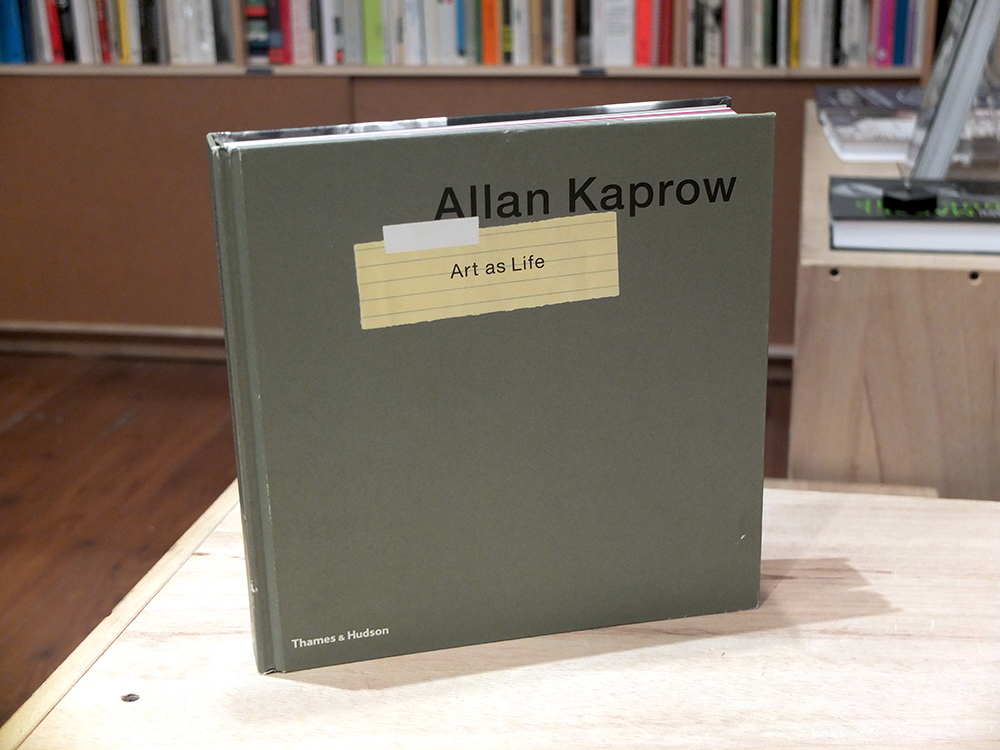 Allan Kaprow
Art as Life
Thames & Hudson